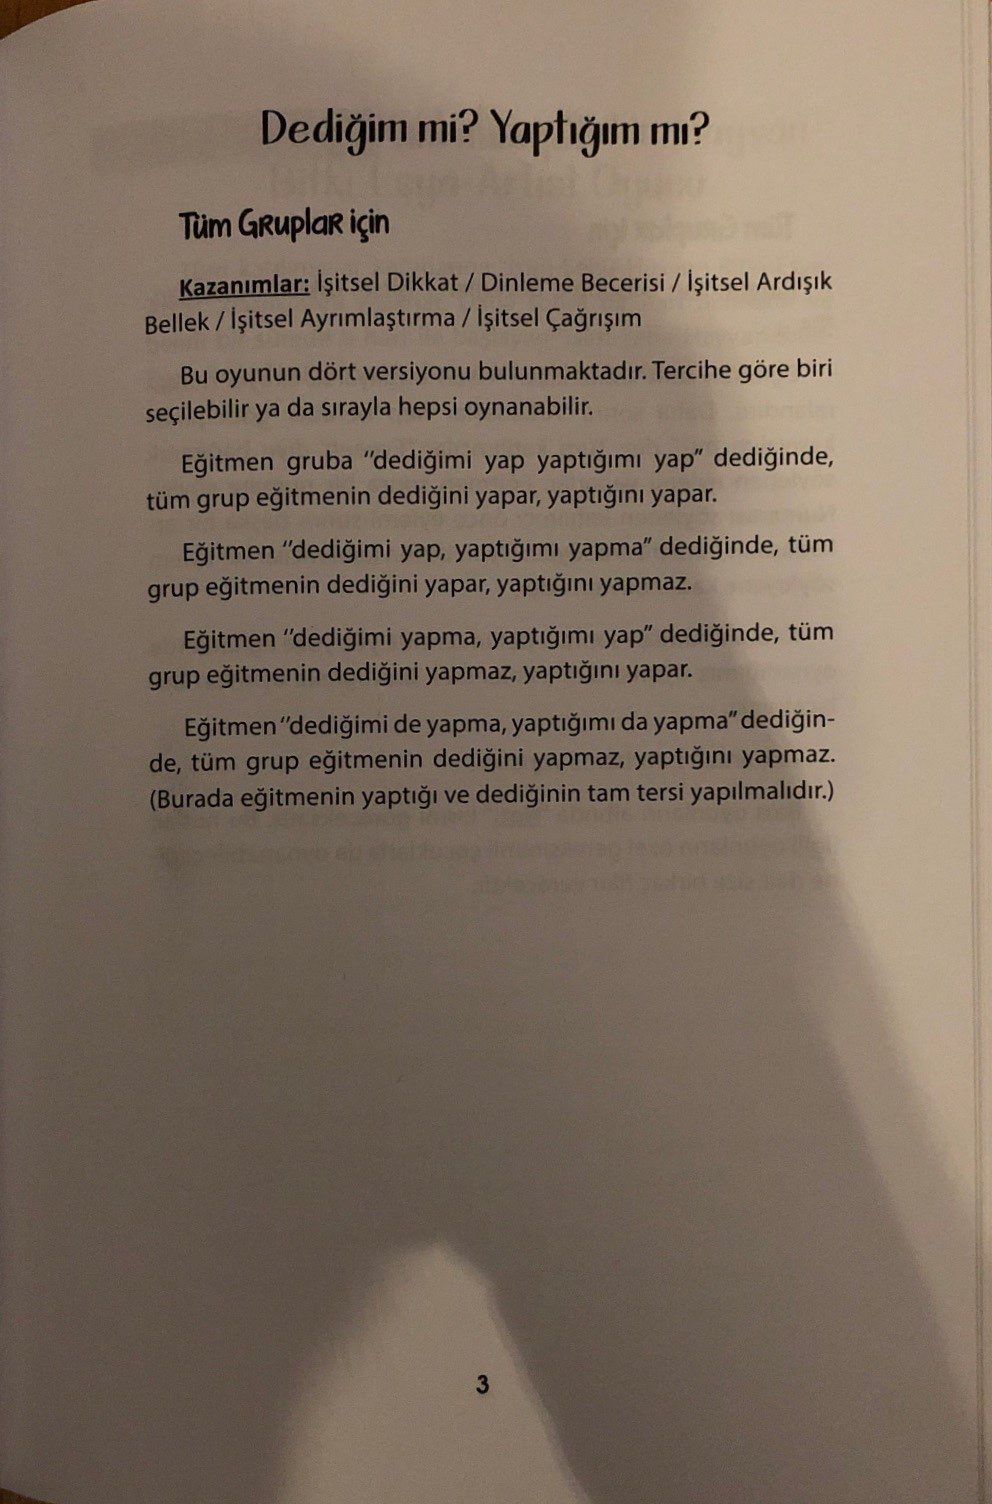 Dediğim mi? Yaptığım mı?
Tüm Gruplar için
Kazanımlar: İşitsel Dikkat / Dinleme Becerisi / İşitsel Ardışık
Bellek / İşitsel Ayrımlaştırma / İşitsel Çağrışım
Bu oyunun dört versiyonu bulunmaktadır. Tercihe göre biri
seçilebilir ya da sırayla hepsi oynanabilir.
Eğitmen gruba ‘‘dediğimi yap yaptığımı yap” dediğinde,
tüm grup eğitmenin dediğini yapar, yaptığını yapar.
Eğitmen ‘‘dediğimi yap, yaptığımı yapma” dediğinde, tüm
grup eğitmenin dediğini yapar, yaptığını yapmaz.
Eğitmen ‘‘dediğimi yapma, yaptığımı yap” dediğinde, tüm
grup eğitmenin dediğini yapmaz, yaptığını yapar.
Eğitmen ‘‘dediğimi de yapma, yaptığımı da yapma” dediğin-
de, tüm grup eğitmenin dediğini yapmaz, yaptığını yapmaz.
(Burada eğitmenin yaptığı ve dediğinin tam tersi yapılmalıdır.)
3